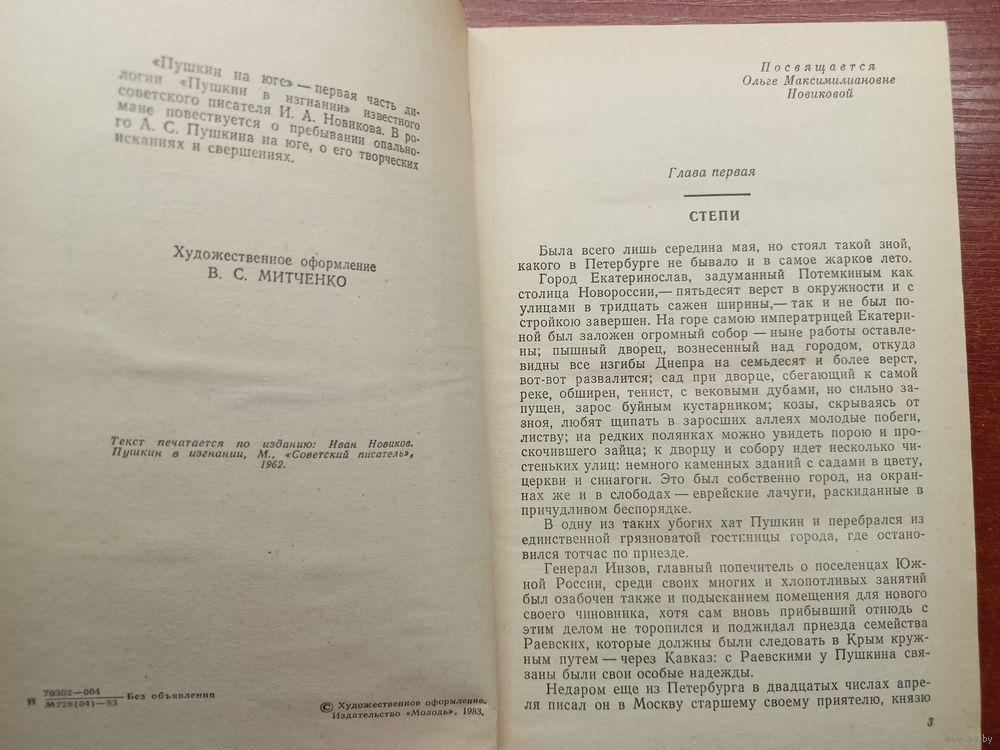 «Пушкин на юге» — первая часть ди-
логии «Пушкин в изгнании» известного
советского писателя И. А. Новикова. В ро-
мане повествуется о пребывании опально-
го А. С. Пушкина на юге, о его творческих
исканиях и свершениях.
Художественное оформление
В. С. МИТЧЕНКО
Текст печатается по изданию: Иван Новиков.
Пушкин в изгнании, М., «Советский писатель»,
1962.
И 70302—004
М228(04)—83 Без объявления
© Художественное оформление.
Издательство «Молодь», 1983.
Посвящается
Ольге Максимилиановне
Новиковой
Глава первая
СТЕПИ
Была всего лишь середина мая, но стоял такой зной,
какого в Петербурге не бывало и в самое жаркое лето.
Город Екатеринослав, задуманный Потемкиным как
столица Новороссии,— пятьдесят верст в окружности и с
улицами в тридцать сажен ширины,— так и не был по-
стройкою завершен. На горе самою императрицей Екатери-
ной был заложен огромный собор — ныне работы оставле-
ны; пышный дворец, вознесенный над городом, откуда
видны все изгибы Днепра на семьдесят и более верст,
вот-вот развалится; сад при дворце, сбегающий к самой
реке, обширен, тенист, с вековыми дубами, но сильно за-
пущен, зарос буйным кустарником; козы, скрываясь от
зноя, любят щипать в заросших аллеях молодые побеги,
листву; на редких полянках можно увидеть порою и про-
скочившего зайца; к дворцу и собору идет несколько чи-
стеньких улиц: немного каменных зданий с садами в цвету,
церкви и синагоги. Это был собственно город, на окраи-
нах же и в слободах — еврейские лачуги, раскиданные в
причудливом беспорядке.
В одну из таких убогих хат Пушкин и перебрался из
единственной грязноватой гостиницы города, где остано-
вился тотчас по приезде.
Генерал Инзов, главный попечитель о поселенцах Юж-
ной России, среди своих многих и хлопотливых занятий
был озабочен также и подысканием помещения для нового
своего чиновника, хотя сам вновь прибывший отнюдь с
этим делом не торопился и поджидал приезда семейства
Раевских, которые должны были следовать в Крым круж-
ным путем — через Кавказ: с Раевскими у Пушкина свя-
заны были свои особые надежды.
Недаром еще из Петербурга в двадцатых числах апре-
ля писал он в Москву старшему своему приятелю, князю
3